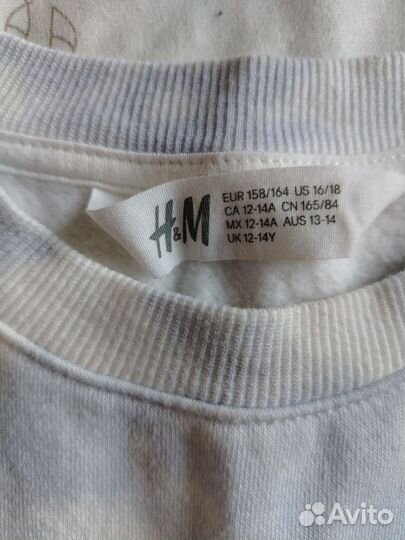 H&M
EUR 158/164 US 16/18
CA 12-14A CN 165/84
MX 12-14A AUS 13-14
UK 12-14Y
Avito